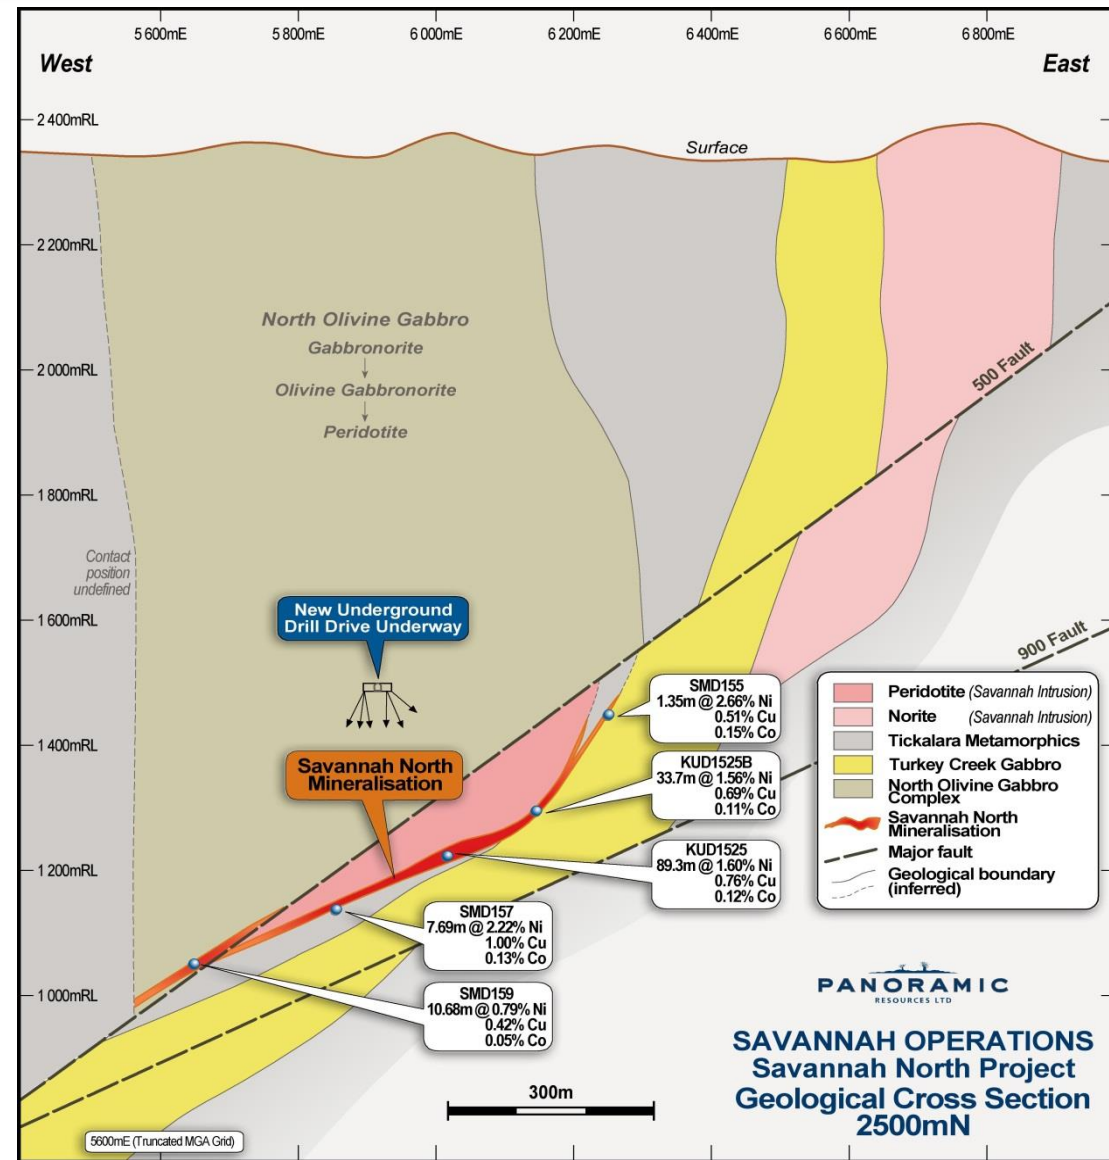 5 600mE
5 800mE
6 000mE
6 200mE
6 400mE
6 600mE
6 800mE
West
East
2 400mRL
Surface
2 200mRL
North Olivine Gabbro
Gabbronorite
Olivine Gabbronorite
Peridotite
2 000mRL
500 Fault
1 800mRL
Contact
position
undefined
1 600mRL
New Underground
Drill Drive Underway
900 Fault
SMD155
1.35m @ 2.66% Ni
0.51% Cu
0.15% Co
1 400mRL
Savannah North
Mineralisation
KUD1525B
33.7m @ 1.56% Ni
0.69% Cu
0.11% Co
KUD1525
89.3m @ 1.60% Ni
0.76% Cu
0.12% Co
Peridotite (Savannah Intrusion)
Norite (Savannah Intrusion)
Tickalara Metamorphics
Turkey Creek Gabbro
North Olivine Gabbro
Complex
Savannah North
Mineralisation
Major fault
Geological boundary
(inferred)
1 200mRL
SMD157
7.69m @ 2.22% Ni
1.00% Cu
0.13% Co
1 000mRL
SMD159
10.68m @ 0.79% Ni
0.42% Cu
0.05% Co
PANORAMIC
RESOURCES LTD
SAVANNAH OPERATIONS
Savannah North Project
Geological Cross Section
2500mN
300m
5600mE (Truncated MGA Grid)